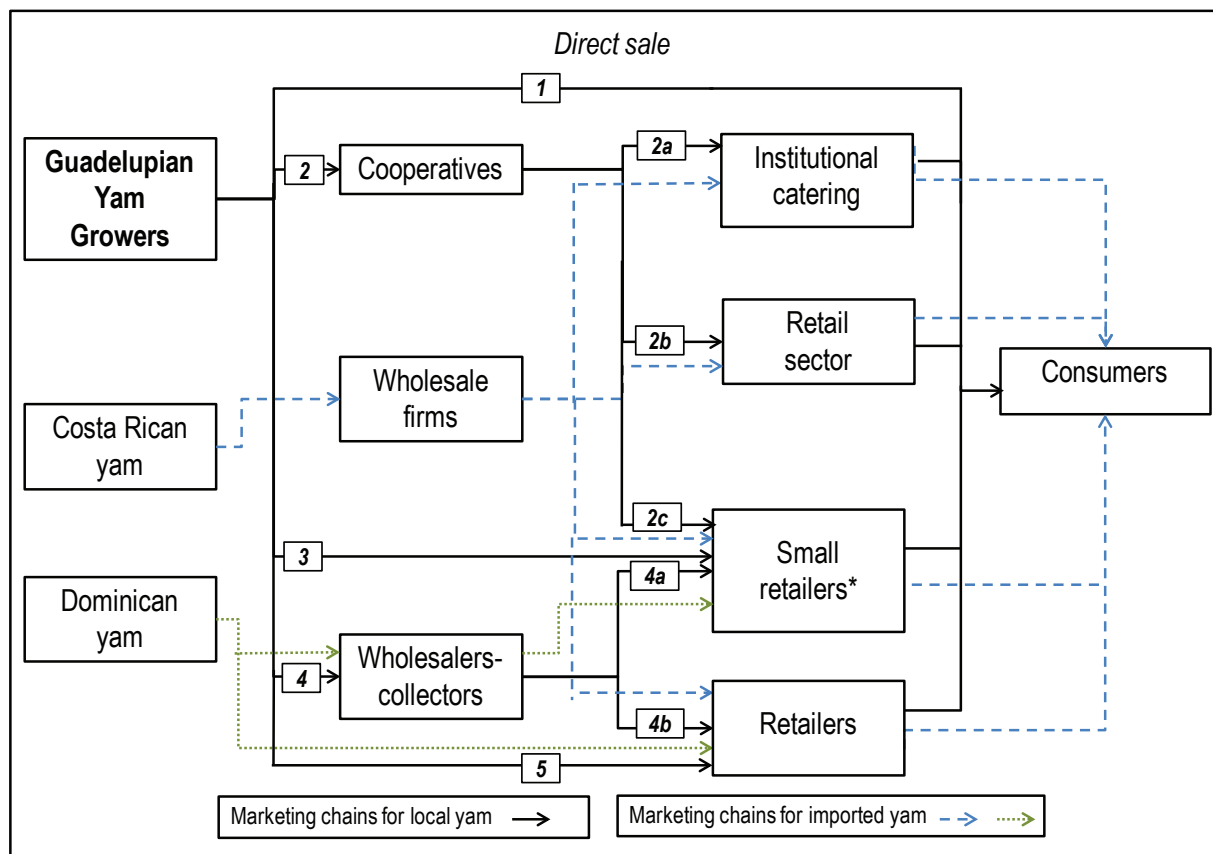 Direct sale
1
Guadelupian
Yam
Growers
2
Cooperatives
2a
Institutional
catering
2b
Retail
sector
Consumers
Costa Rican
yam
Wholesale
firms
2c
3
Small
retailers*
4a
Dominican
yam
4
Wholesalers-
collectors
4b
Retailers
5
Marketing chains for local yam
Marketing chains for imported yam